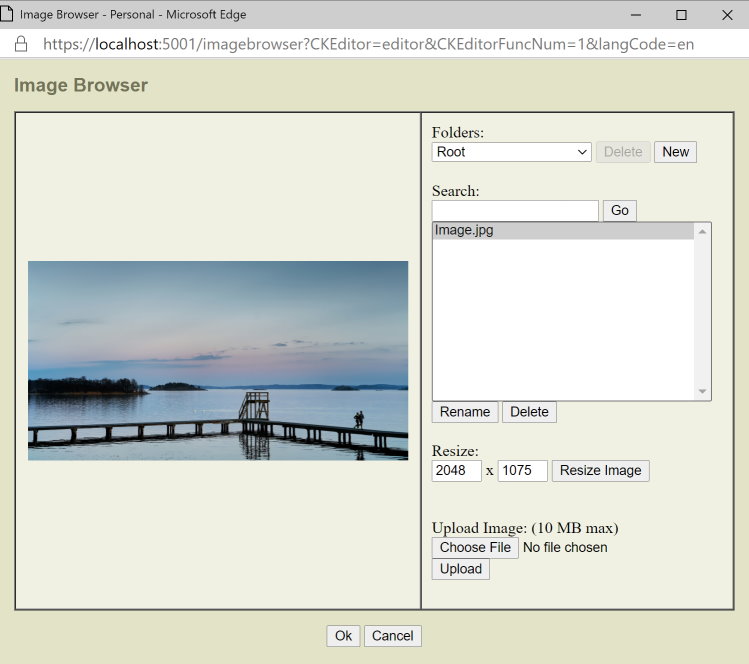 Image Browser - Personal - Microsoft Edge
https://localhost:5001/imagebrowser?CKEditor=editor&CKEditorFuncNum=1&langCode=en
Image Browser
Folders:
Root Delete New
Search:
Go
Image.jpg
Rename Delete
Resize:
2048 x 1075 Resize Image
Upload Image: (10 MB max)
Choose File No file chosen
Upload
Ok Cancel